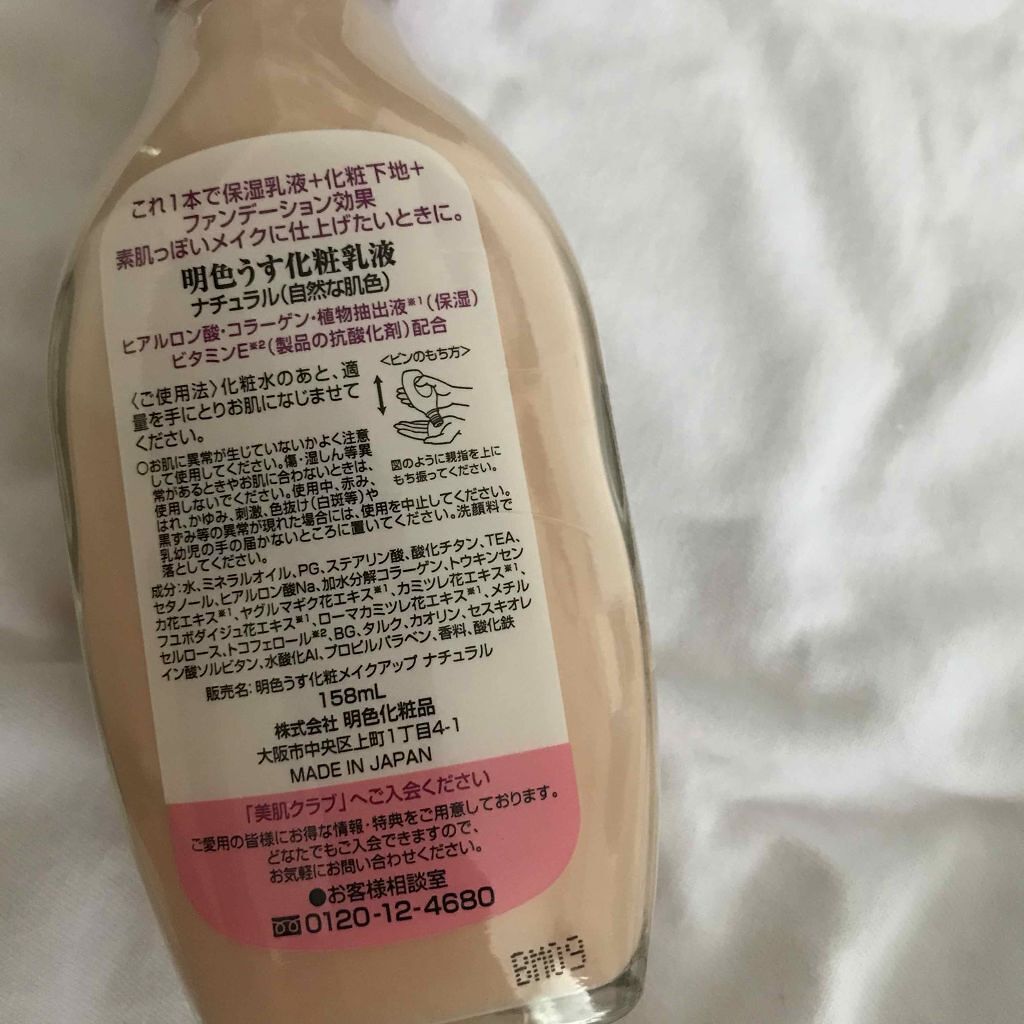 これ1本で保湿乳液+化粧下地+
ファンデーション効果
素肌っぽいメイクに仕上げたいときに。
明色うす化粧乳液
ナチュラル(自然な肌色)
ヒアルロン酸・コラーゲン・植物抽出液※1(保湿)
ビタミンE※2(製品の抗酸化剤)配合
〈ご使用法〉化粧水のあと、適
量を手にとりお肌になじませて
ください。
<ビンのもち方>
図のように親指を上に
もち振ってください。
○お肌に異常が生じていないかよく注意
して使用してください。傷・湿しん等異
常があるときやお肌に合わないときは、
使用しないでください。使用中、赤み、
はれ、かゆみ、刺激、色抜け(白斑等)や
黒ずみ等の異常が現れた場合には、使用を中止してください。
乳幼児の手の届かないところに置いてください。洗顔料で
落としてください。
成分:水、ミネラルオイル、PG、ステアリン酸、酸化チタン、TEA、
セタノール、ヒアルロン酸Na、加水分解コラーゲン、トウキンセン
カ花エキス※1、ヤグルマギク花エキス※1、カミツレ花エキス※1、
フユボダイジュ花エキス※1、ローマカミツレ花エキス※1、メチル
セルロース、トコフェロール※2、BG、タルク、カオリン、セスキオレ
イン酸ソルビタン、水酸化Al、プロピルパラベン、香料、酸化鉄
販売名:明色うす化粧メイクアップ ナチュラル
158mL
株式会社 明色化粧品
大阪市中央区上町1丁目4-1
MADE IN JAPAN
「美肌クラブ」へご入会ください
ご愛用の皆様にお得な情報・特典をご用意しております。
どなたでもご入会できますので、
お気軽にお問い合わせください。
●お客様相談室
0120-12-4680
BM09